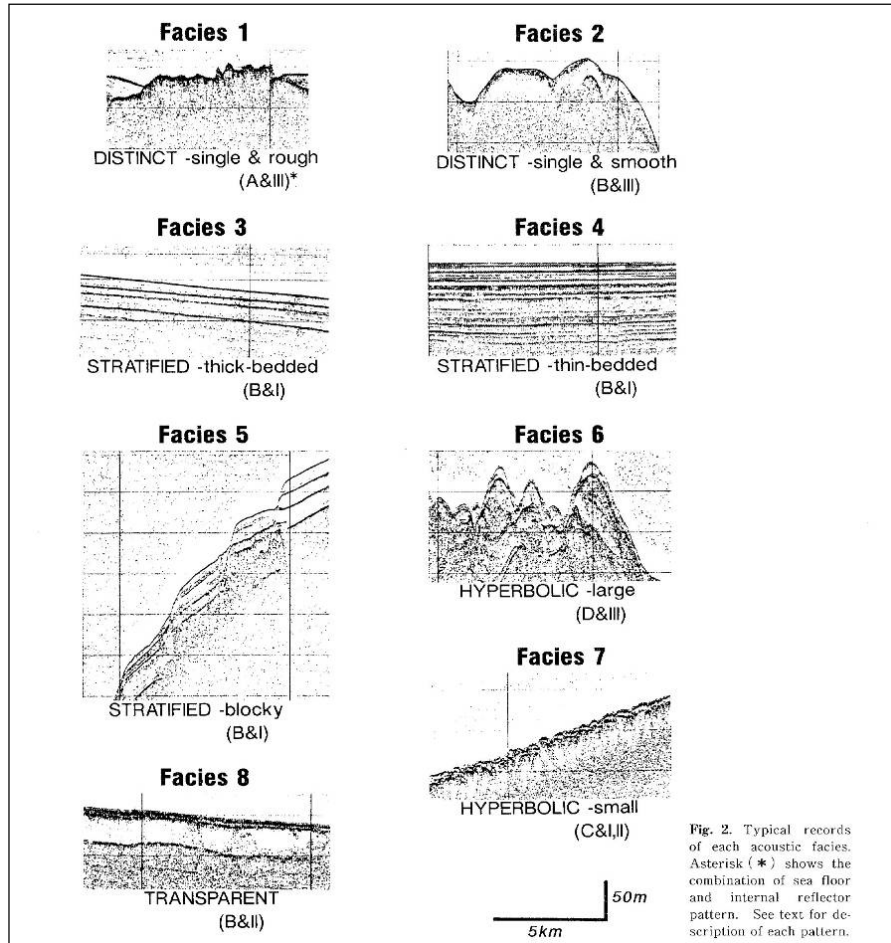 Facies 1
DISTINCT -single & rough
(A&III)*
Facies 2
DISTINCT -single & smooth
(B&III)
Facies 3
STRATIFIED -thick-bedded
(B&I)
Facies 4
STRATIFIED -thin-bedded
(B&I)
Facies 5
STRATIFIED -blocky
(B&I)
Facies 6
HYPERBOLIC -large
(D&III)
Facies 7
HYPERBOLIC -small
(C&I,II)
Facies 8
TRANSPARENT
(B&II)
50m
5km
Fig. 2. Typical records
of each acoustic facies.
Asterisk (*) shows the
combination of sea floor
and internal reflector
pattern. See text for de-
scription of each pattern.